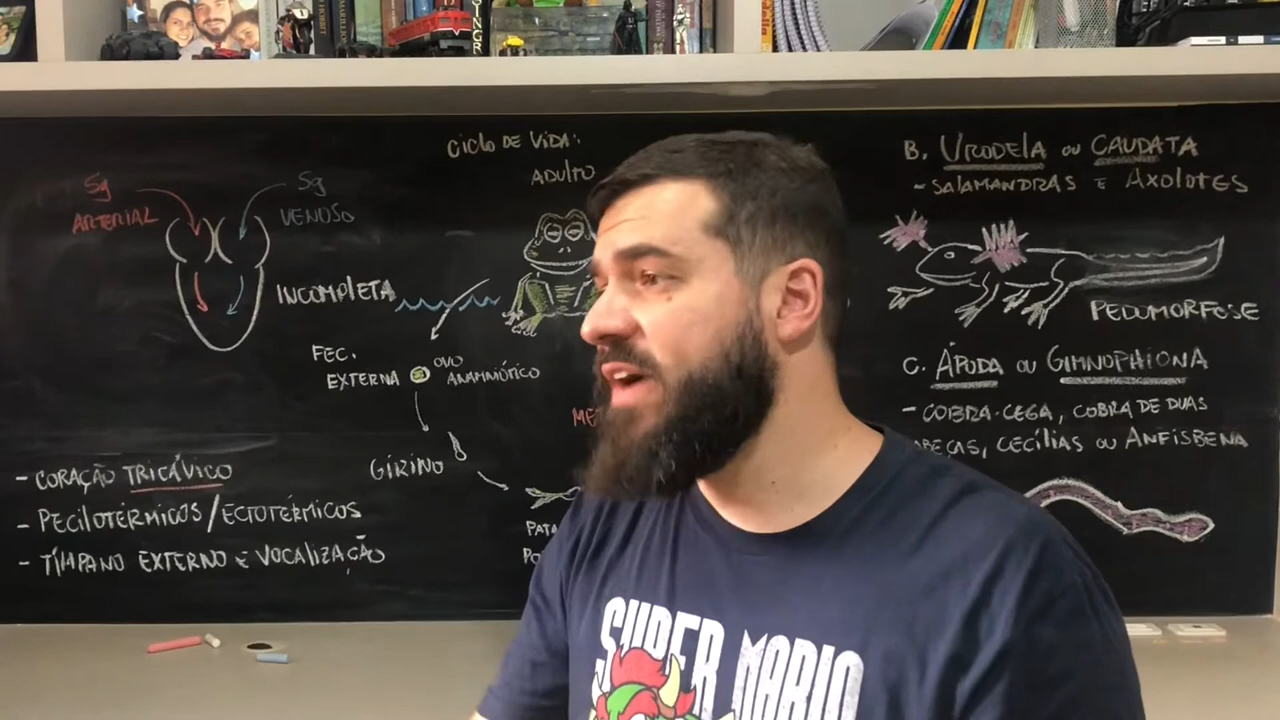 Sg
ARTERIAL
Sg
VENOSO
INCOMPLETA
- CORAÇÃO TRICÁVICO
- PECILOTÉRMICOS / ECTOTÉRMICOS
- TÍMPANO EXTERNO E VOCALIZAÇÃO
CICLO DE VIDA:
ADULTO
FEC.
EXTERNA
OVO
ANAMNIÓTICO
GIRINO
B. URODELA OU CAUDATA
- SALAMANDRAS E AXOLOTES
PEDOMORFOSE
C. ÁPODA OU GIMNOPHIONA
- COBRA-CEGA, COBRA DE DUAS
CECÍLIAS OU ANFISBENA
SUPER MARIO